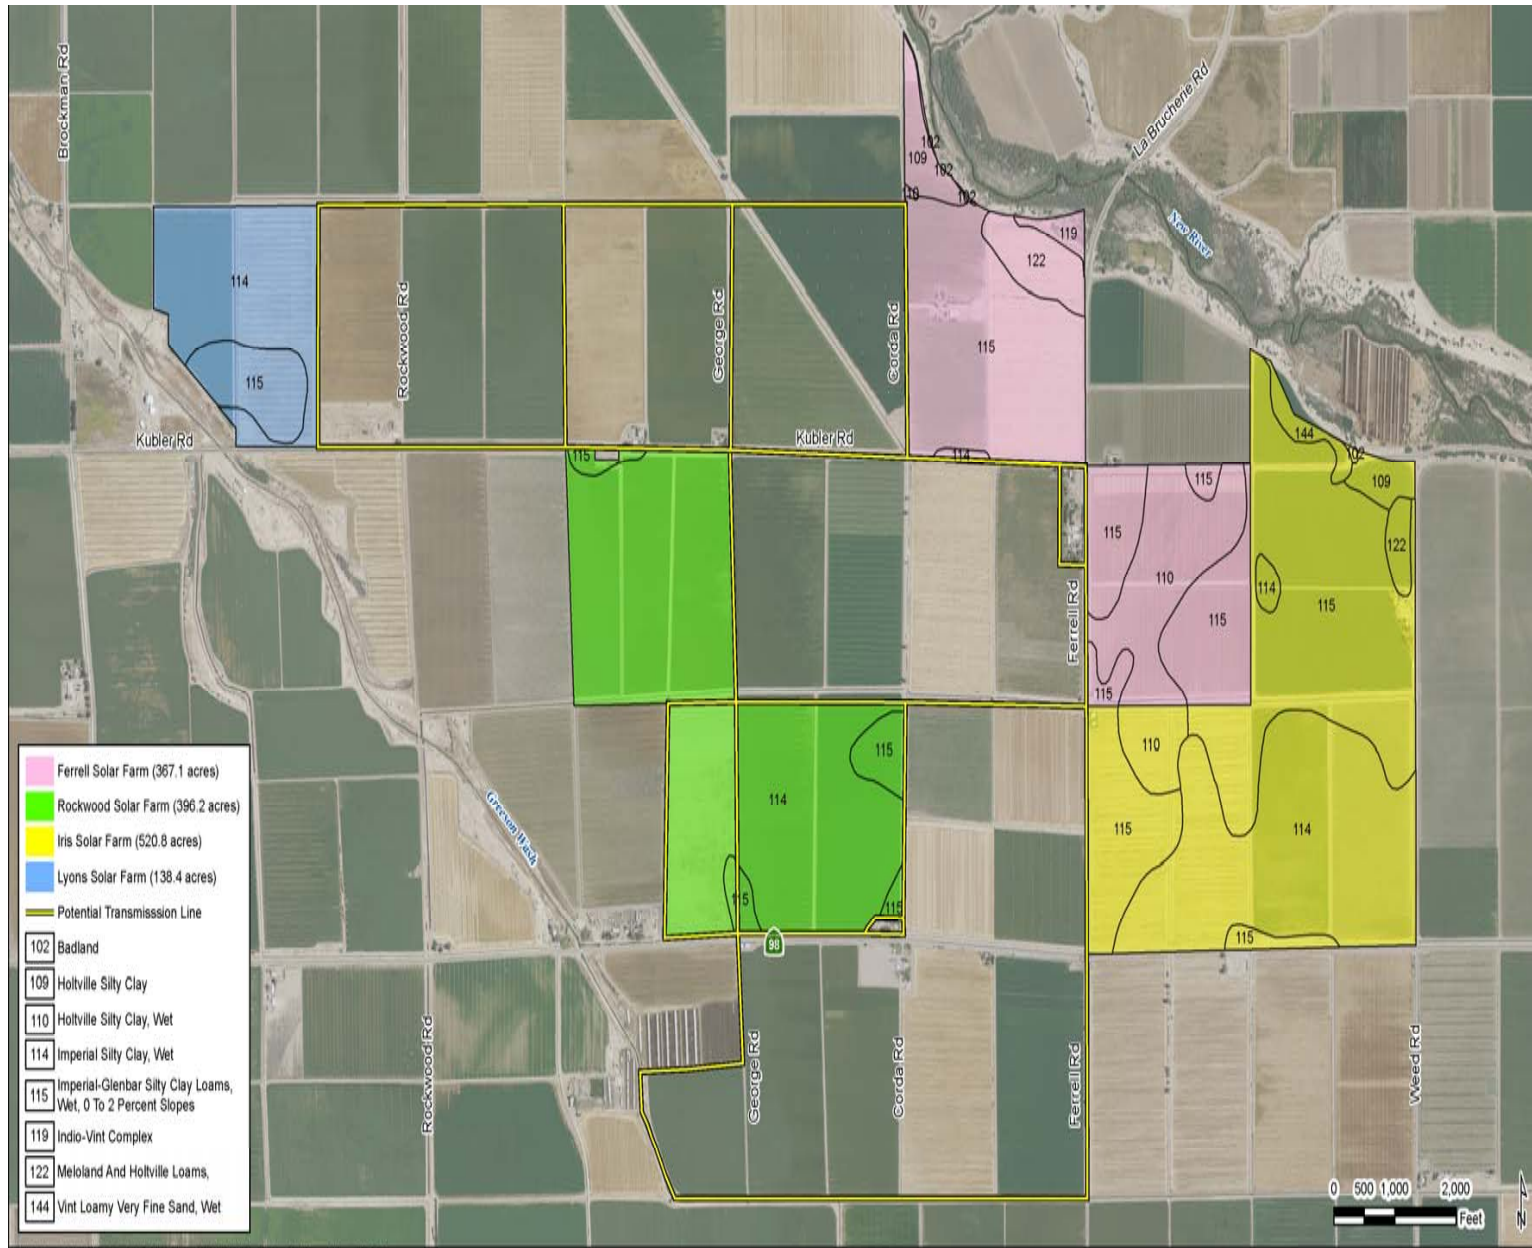 Brockman Rd
La Brucherie Rd
102
109
102
110
102
New River
119
122
114
Rockwood Rd
George Rd
Corda Rd
115
115
144
102
Kubler Rd
Kubler Rd
114
115
109
115
115
122
110
114
115
115
Ferrell Rd
115
110
115
114
115
114
Greeson Wash
115
115
115
98
Rockwood Rd
George Rd
Corda Rd
Ferrell Rd
Weed Rd
Ferrell Solar Farm (367.1 acres)
Rockwood Solar Farm (396.2 acres)
Iris Solar Farm (520.8 acres)
Lyons Solar Farm (138.4 acres)
Potential Transmisssion Line
102 Badland
109 Holtville Silty Clay
110 Holtville Silty Clay, Wet
114 Imperial Silty Clay, Wet
115 Imperial-Glenbar Silty Clay Loams,
Wet, 0 To 2 Percent Slopes
119 Indio-Vint Complex
122 Meloland And Holtville Loams,
144 Vint Loamy Very Fine Sand, Wet
0 500 1,000 2,000
Feet
N